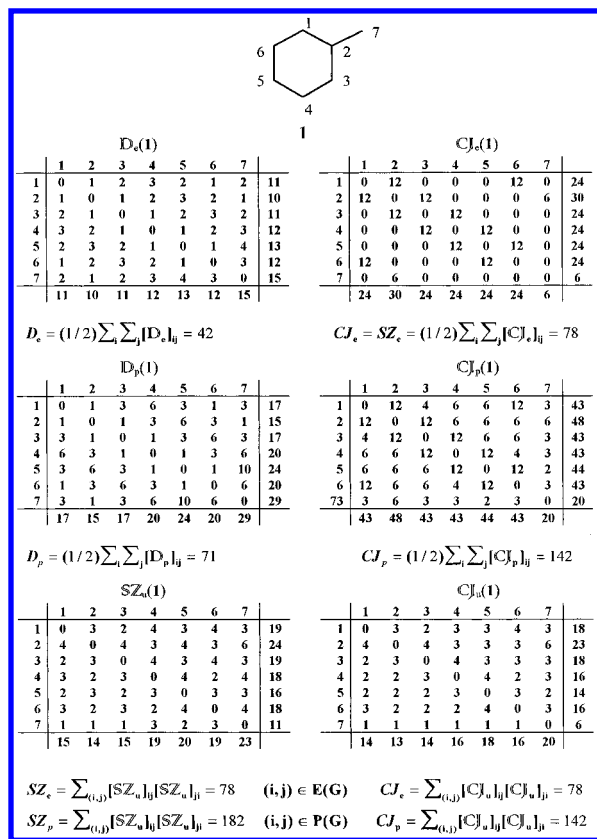 1
6
2
7
5
3
4
1
𝔻ₑ(1)
1 2 3 4 5 6 7
1 0 1 2 3 2 1 2 11
2 1 0 1 2 3 2 1 10
3 2 1 0 1 2 3 2 11
4 3 2 1 0 1 2 3 12
5 2 3 2 1 0 1 4 13
6 1 2 3 2 1 0 3 12
7 2 1 2 3 4 3 0 15
11 10 11 12 13 12 15
Dₑ = (1/2)∑ᵢ∑ⱼ[𝔻ₑ]ᵢⱼ = 42
ℂ𝕁ₑ(1)
1 2 3 4 5 6 7
1 0 12 0 0 0 12 0 24
2 12 0 12 0 0 0 6 30
3 0 12 0 12 0 0 0 24
4 0 0 12 0 12 0 0 24
5 0 0 0 12 0 12 0 24
6 12 0 0 0 12 0 0 24
7 0 6 0 0 0 0 0 6
24 30 24 24 24 24 6
CJₑ = SZₑ = (1/2)∑ᵢ∑ⱼ[ℂ𝕁ₑ]ᵢⱼ = 78
𝔻ₚ(1)
1 2 3 4 5 6 7
1 0 1 3 6 3 1 3 17
2 1 0 1 3 6 3 1 15
3 3 1 0 1 3 6 3 17
4 6 3 1 0 1 3 6 20
5 3 6 3 1 0 1 10 24
6 1 3 6 3 1 0 6 20
7 3 1 3 6 10 6 0 29
17 15 17 20 24 20 29
Dₚ = (1/2)∑ᵢ∑ⱼ[𝔻ₚ]ᵢⱼ = 71
ℂ𝕁ₚ(1)
1 2 3 4 5 6 7
1 0 12 4 6 6 12 3 43
2 12 0 12 6 6 6 6 48
3 4 12 0 12 6 6 3 43
4 6 6 12 0 12 4 3 43
5 6 6 6 12 0 12 2 44
6 12 6 6 4 12 0 3 43
73 3 6 3 3 2 3 0 20
43 48 43 43 44 43 20
CJₚ = (1/2)∑ᵢ∑ⱼ[ℂ𝕁ₚ]ᵢⱼ = 142
𝕊ℤᵤ(1)
1 2 3 4 5 6 7
1 0 3 2 4 3 4 3 19
2 4 0 4 3 4 3 6 24
3 2 3 0 4 3 4 3 19
4 3 2 3 0 4 2 4 18
5 2 3 2 3 0 3 3 16
6 3 2 3 2 4 0 4 18
7 1 1 1 3 2 3 0 11
15 14 15 19 20 19 23
ℂ𝕁ᵤ(1)
1 2 3 4 5 6 7
1 0 3 2 3 3 4 3 18
2 4 0 4 3 3 3 6 23
3 2 3 0 4 3 3 3 18
4 2 2 3 0 4 2 3 16
5 2 2 2 3 0 3 2 14
6 3 2 2 2 4 0 3 16
7 1 1 1 1 1 1 0 6
14 13 14 16 18 16 20
SZₑ = ∑₍ᵢ,ⱼ₎[𝕊ℤᵤ]ᵢⱼ[𝕊ℤᵤ]ⱼᵢ = 78 (i, j) ∈ E(G) CJₑ = ∑₍ᵢ,ⱼ₎[ℂ𝕁ᵤ]ᵢⱼ[ℂ𝕁ᵤ]ⱼᵢ = 78
SZₚ = ∑₍ᵢ,ⱼ₎[𝕊ℤᵤ]ᵢⱼ[𝕊ℤᵤ]ⱼᵢ = 182 (i, j) ∈ P(G) CJₚ = ∑₍ᵢ,ⱼ₎[ℂ𝕁ᵤ]ᵢⱼ[ℂ𝕁ᵤ]ⱼᵢ = 142